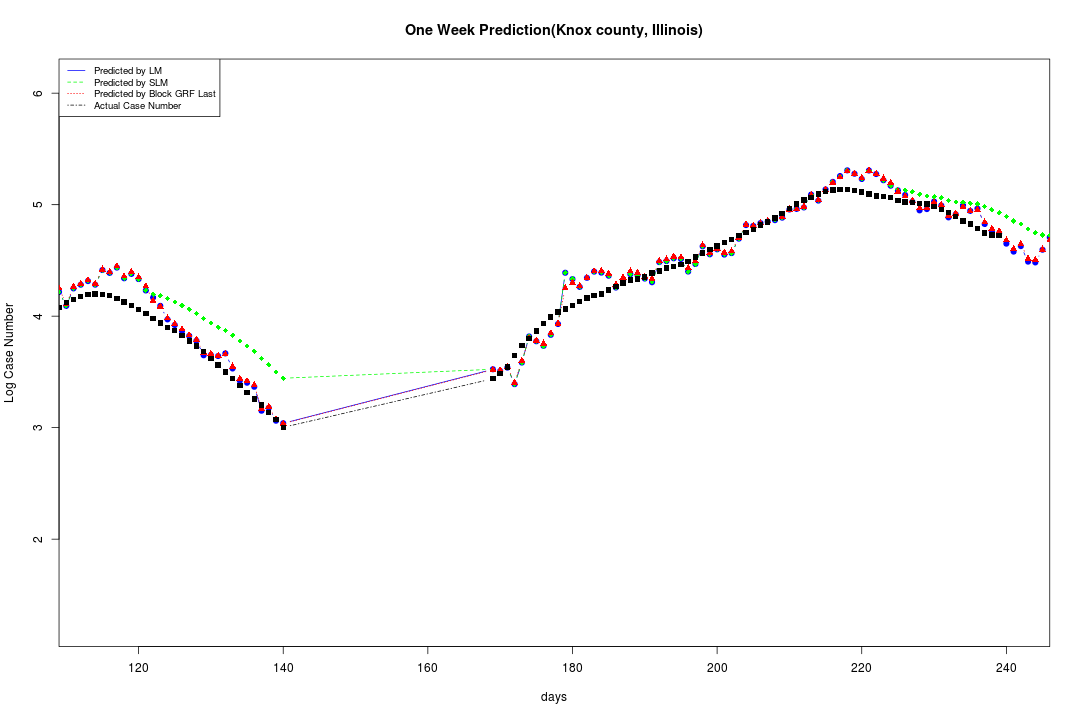 One Week Prediction(Knox county, Illinois)
Predicted by LM
Predicted by SLM
Predicted by Block GRF Last
Actual Case Number
6
5
4
3
2
Log Case Number
120 140 160 180 200 220 240
days